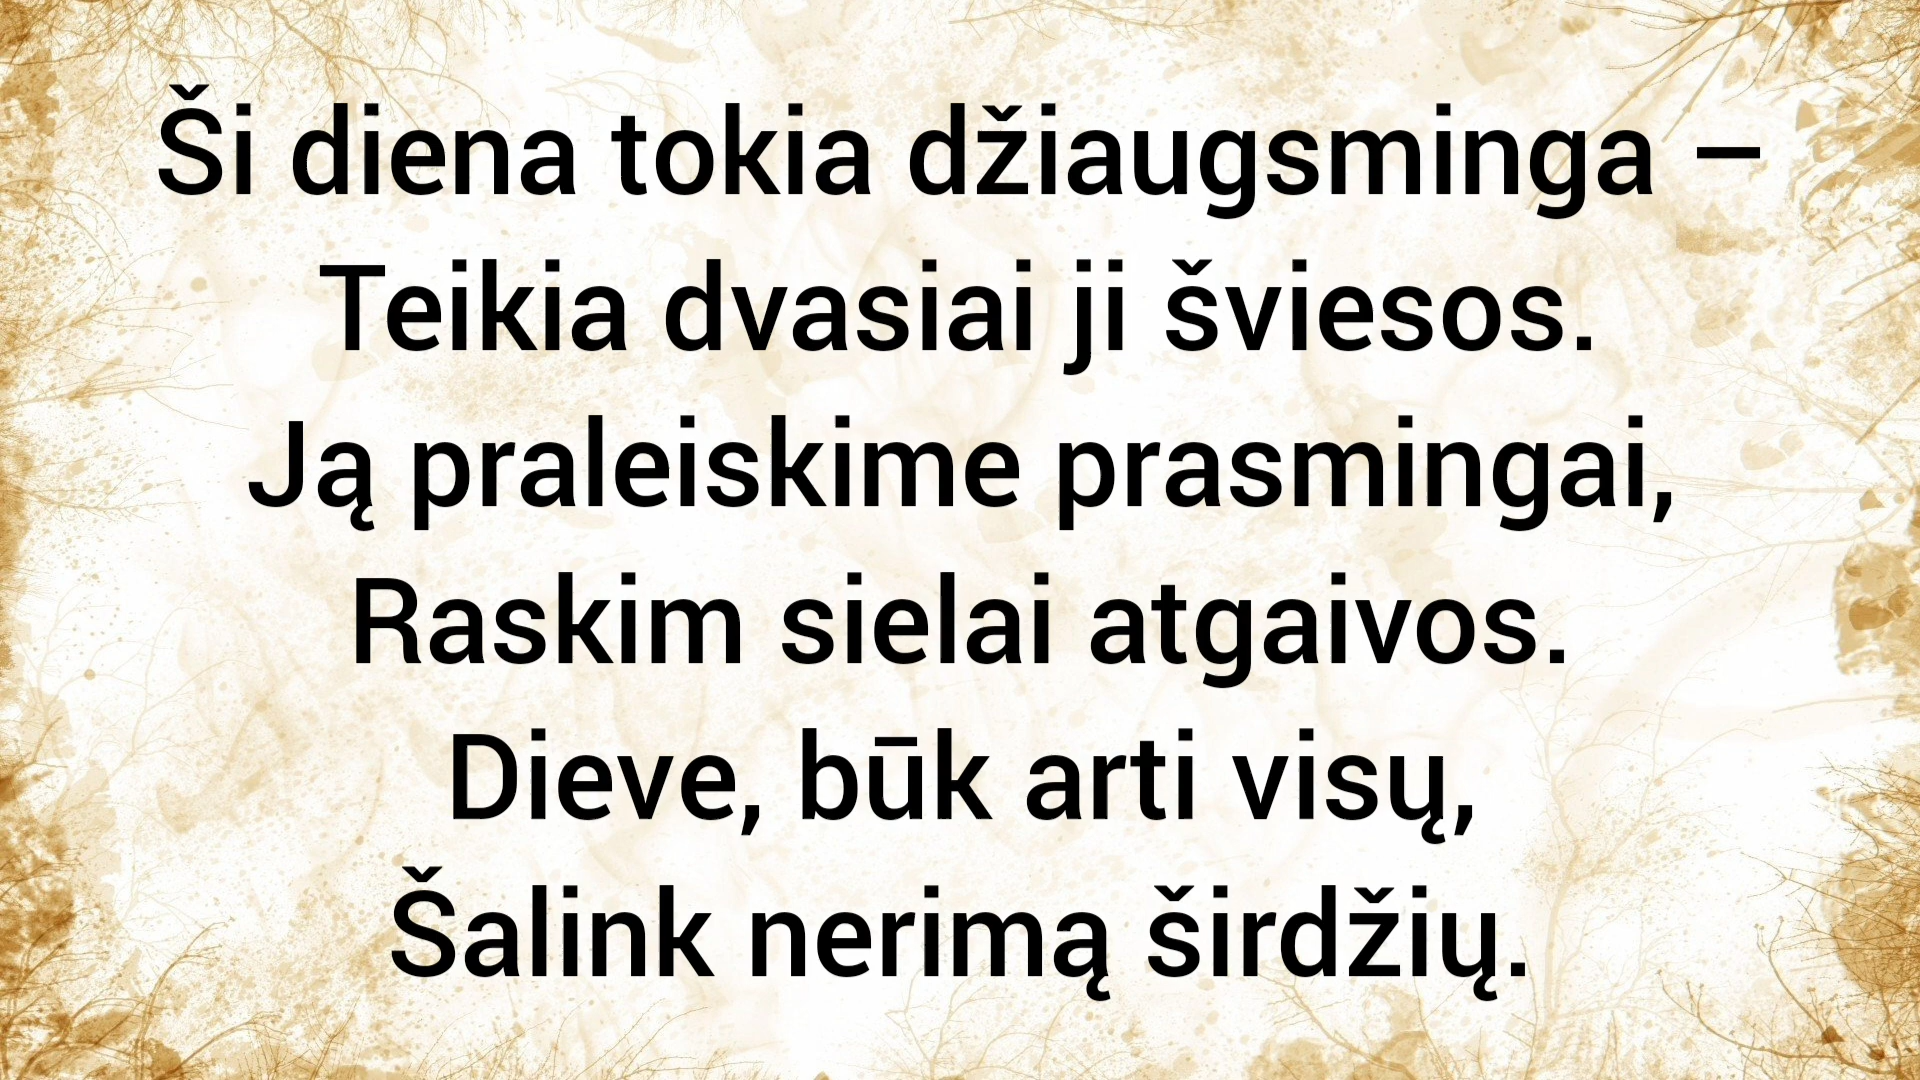 Ši diena tokia džiaugsminga –
Teikia dvasiai ji šviesos.
Ją praleiskime prasmingai,
Raskim sielai atgaivos.
Dieve, būk arti visų,
Šalink nerimą širdžių.